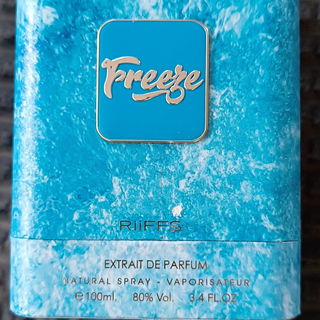 Freeze
RiiFFS
EXTRAIT DE PARFUM
NATURAL SPRAY - VAPORISATEUR
℮100ml. 80% Vol. 3.4 FL.OZ